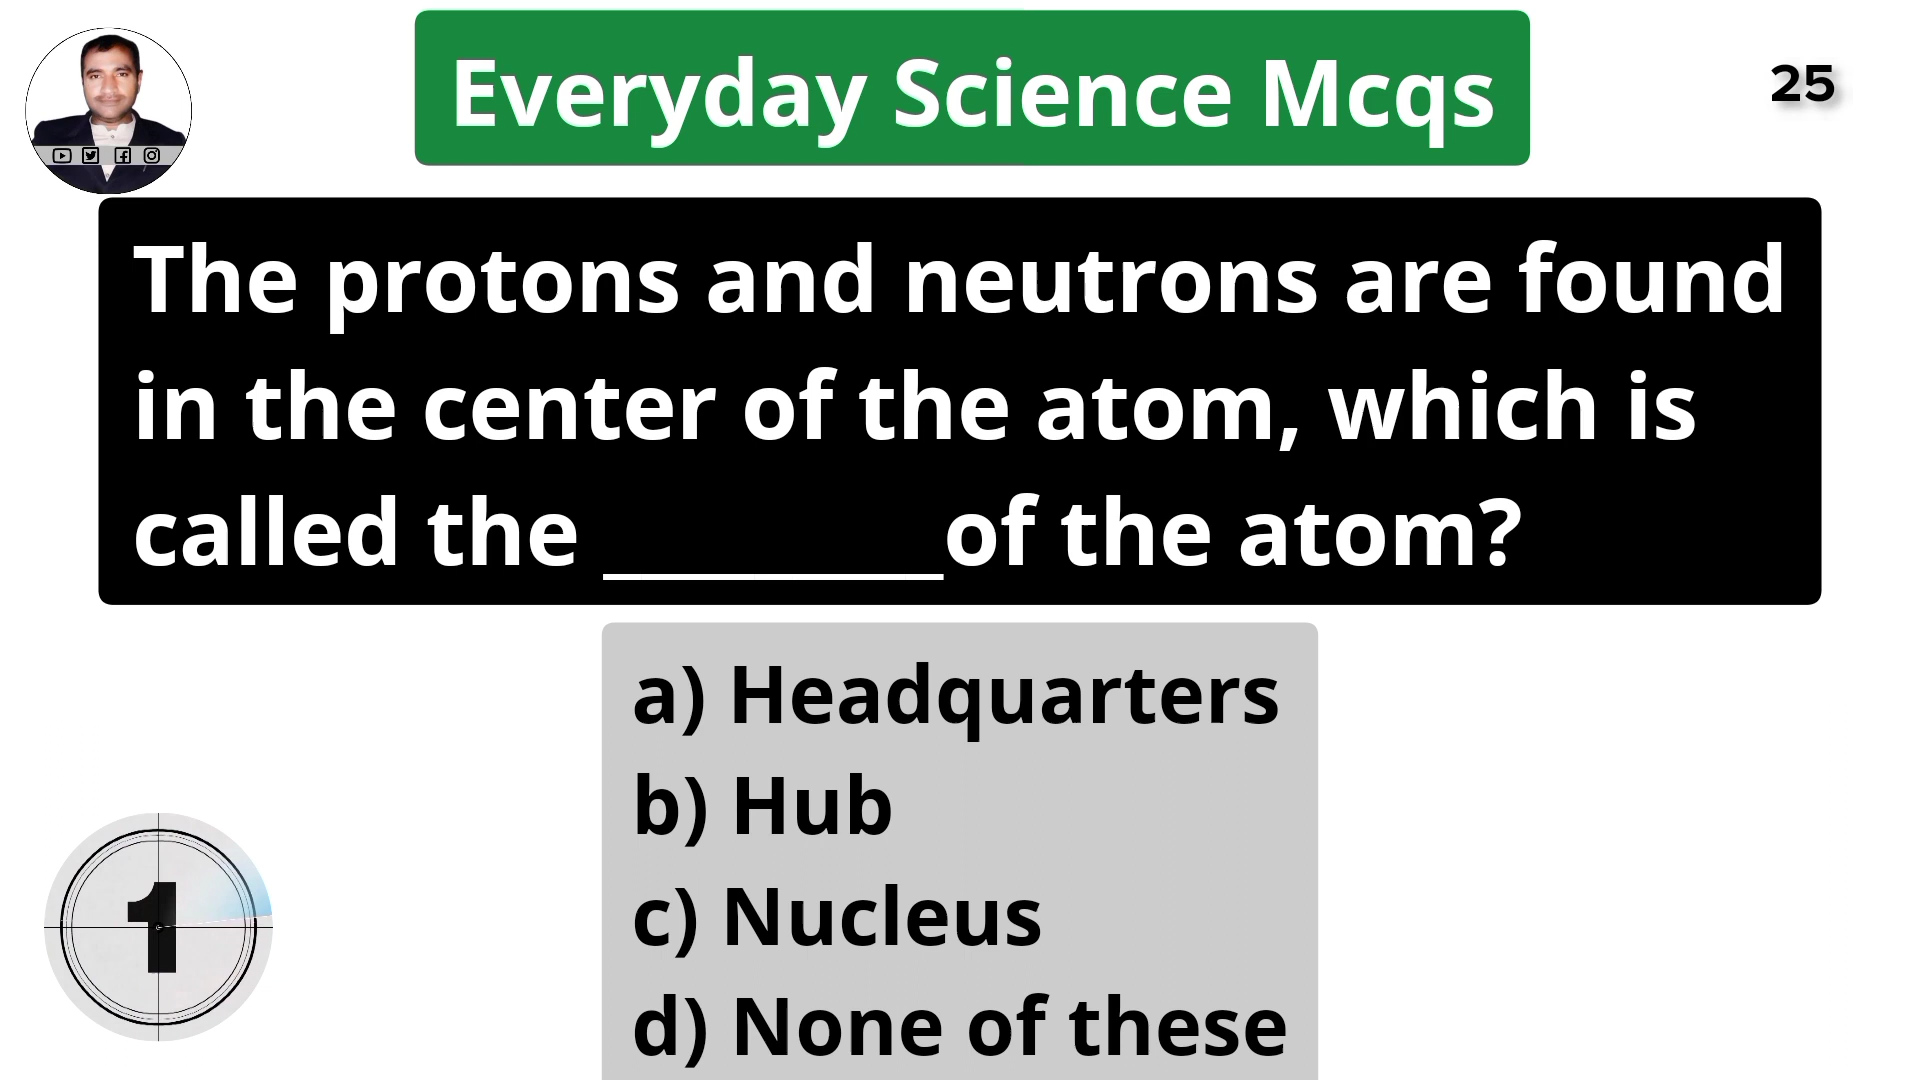 Everyday Science Mcqs
25
The protons and neutrons are found
in the center of the atom, which is
called the _________of the atom?
a) Headquarters
b) Hub
c) Nucleus
d) None of these
1